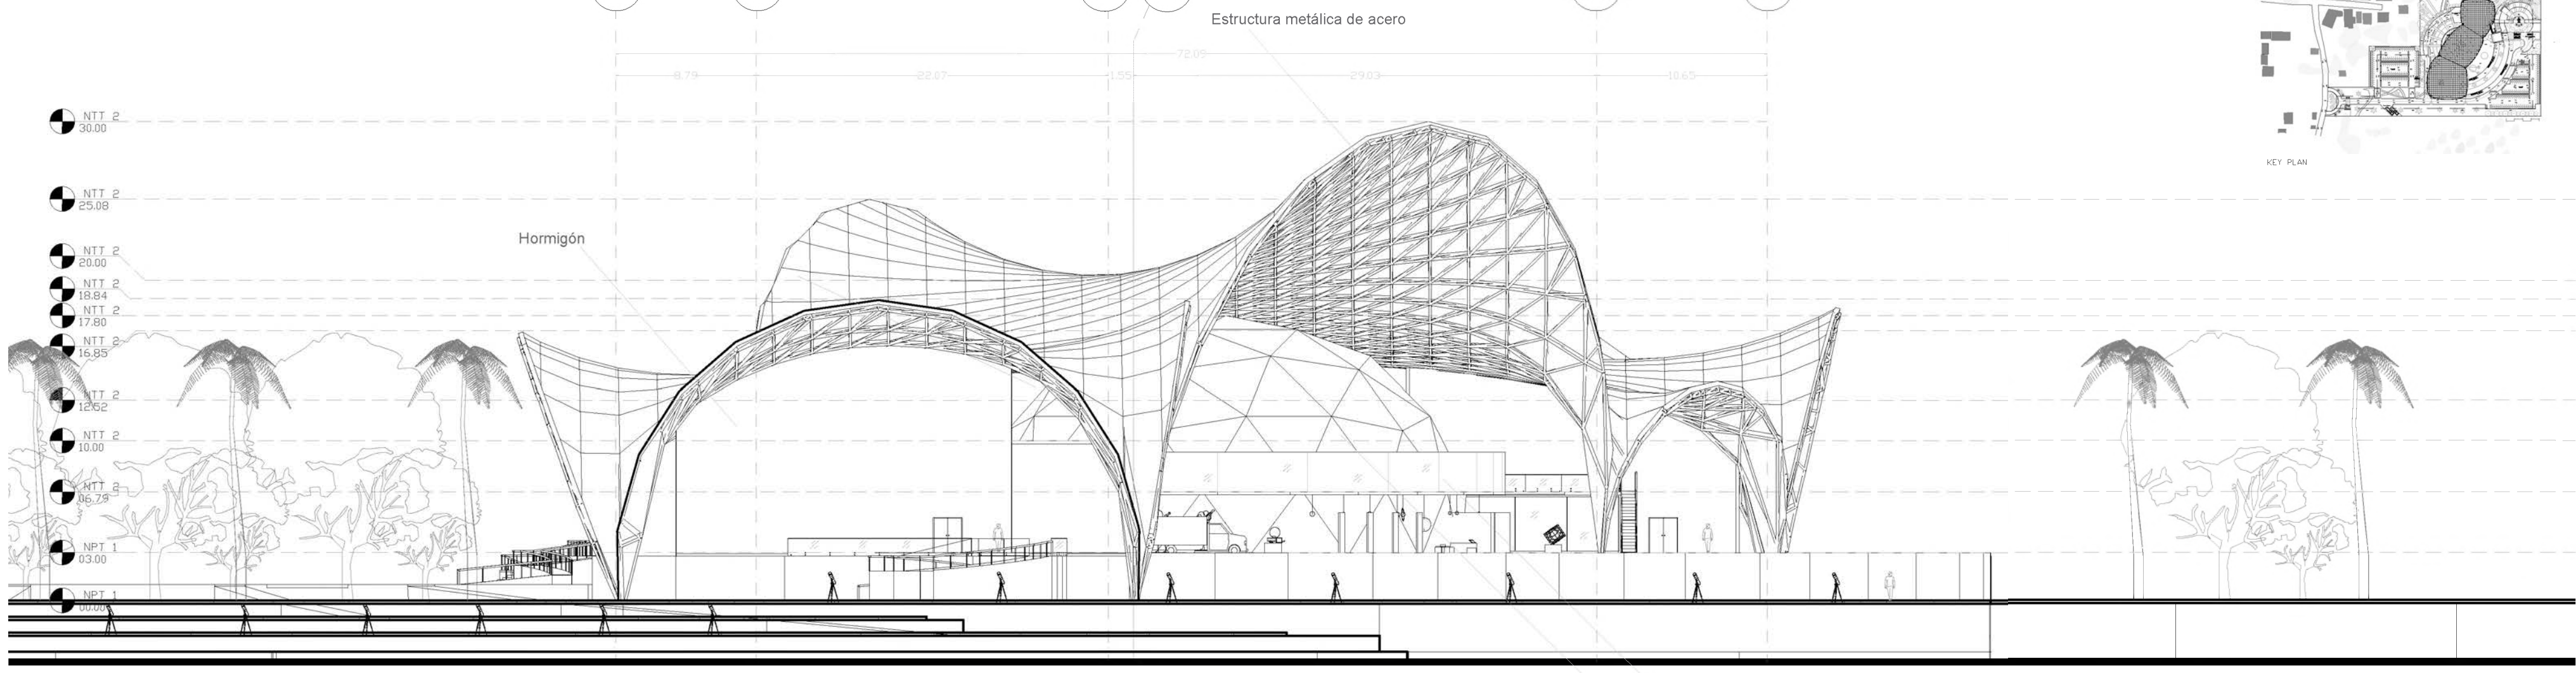 Estructura metálica de acero
72.09
8.79
22.07
1.55
29.03
10.65
NTT 2
30.00
NTT 2
25.08
Hormigón
NTT 2
20.00
NTT 2
18.84
NTT 2
17.80
NTT 2
16.85
NTT 2
12.52
NTT 2
10.00
NTT 2
06.79
NPT 1
03.00
NPT 1
00.00
KEY PLAN